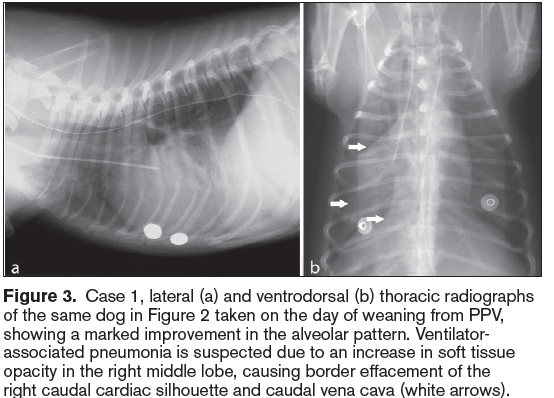 a
b
Figure 3. Case 1, lateral (a) and ventrodorsal (b) thoracic radiographs
of the same dog in Figure 2 taken on the day of weaning from PPV,
showing a marked improvement in the alveolar pattern. Ventilator-
associated pneumonia is suspected due to an increase in soft tissue
opacity in the right middle lobe, causing border effacement of the
right caudal cardiac silhouette and caudal vena cava (white arrows).